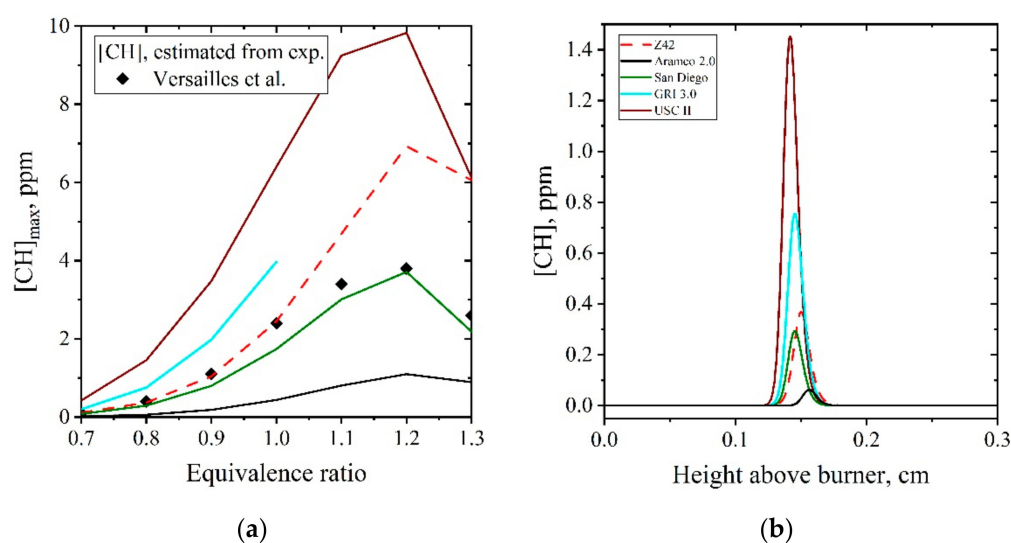 [CH], estimated from exp.
Versailles et al.
10
8
6
4
2
0
[CH]max, ppm
0.7 0.8 0.9 1.0 1.1 1.2 1.3
Equivalence ratio
(a)
Z42
Aramco 2.0
San Diego
GRI 3.0
USC II
1.4
1.2
1.0
0.8
0.6
0.4
0.2
0.0
[CH], ppm
0.0 0.1 0.2 0.3
Height above burner, cm
(b)